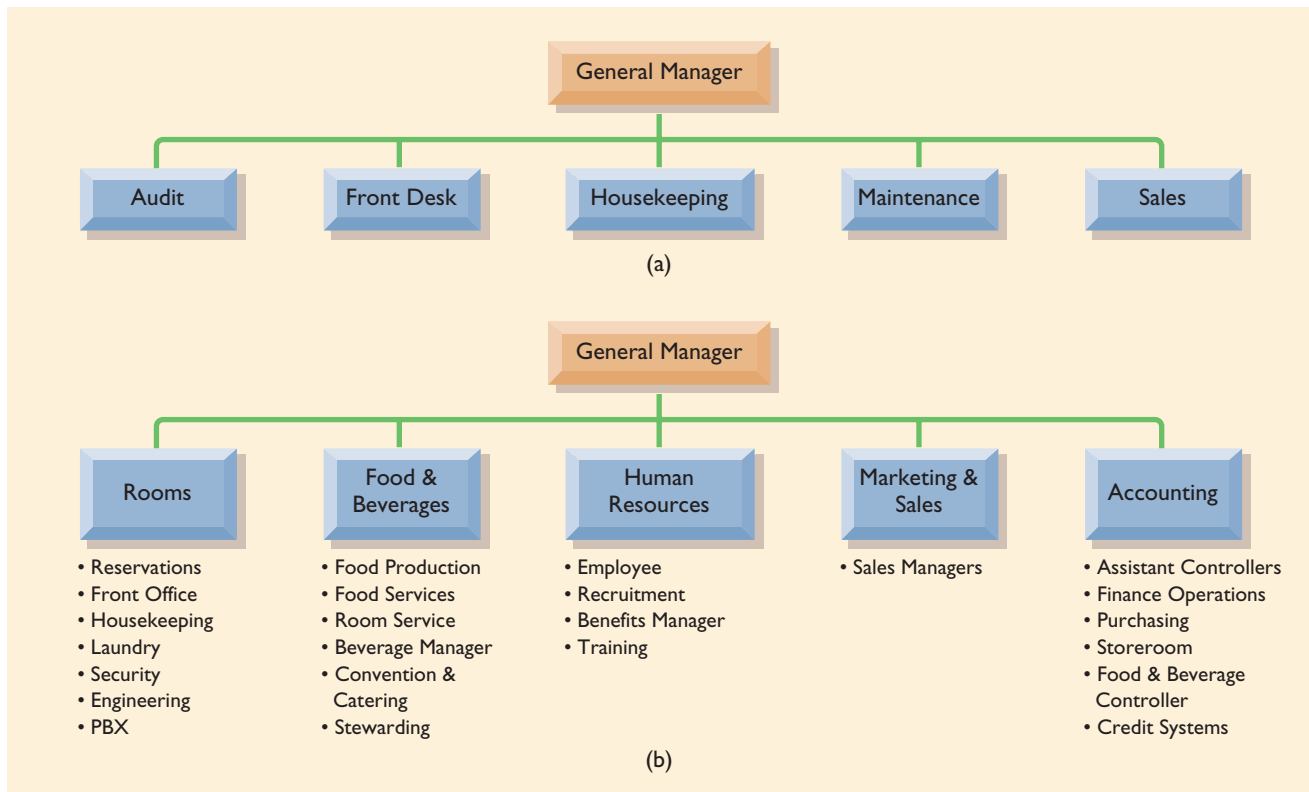 General Manager
Audit
Front Desk
Housekeeping
Maintenance
Sales
(a)
General Manager
Rooms
• Reservations
• Front Office
• Housekeeping
• Laundry
• Security
• Engineering
• PBX
Food &
Beverages
• Food Production
• Food Services
• Room Service
• Beverage Manager
• Convention &
Catering
• Stewarding
Human
Resources
• Employee
• Recruitment
• Benefits Manager
• Training
Marketing &
Sales
• Sales Managers
Accounting
• Assistant Controllers
• Finance Operations
• Purchasing
• Storeroom
• Food & Beverage
Controller
• Credit Systems
(b)